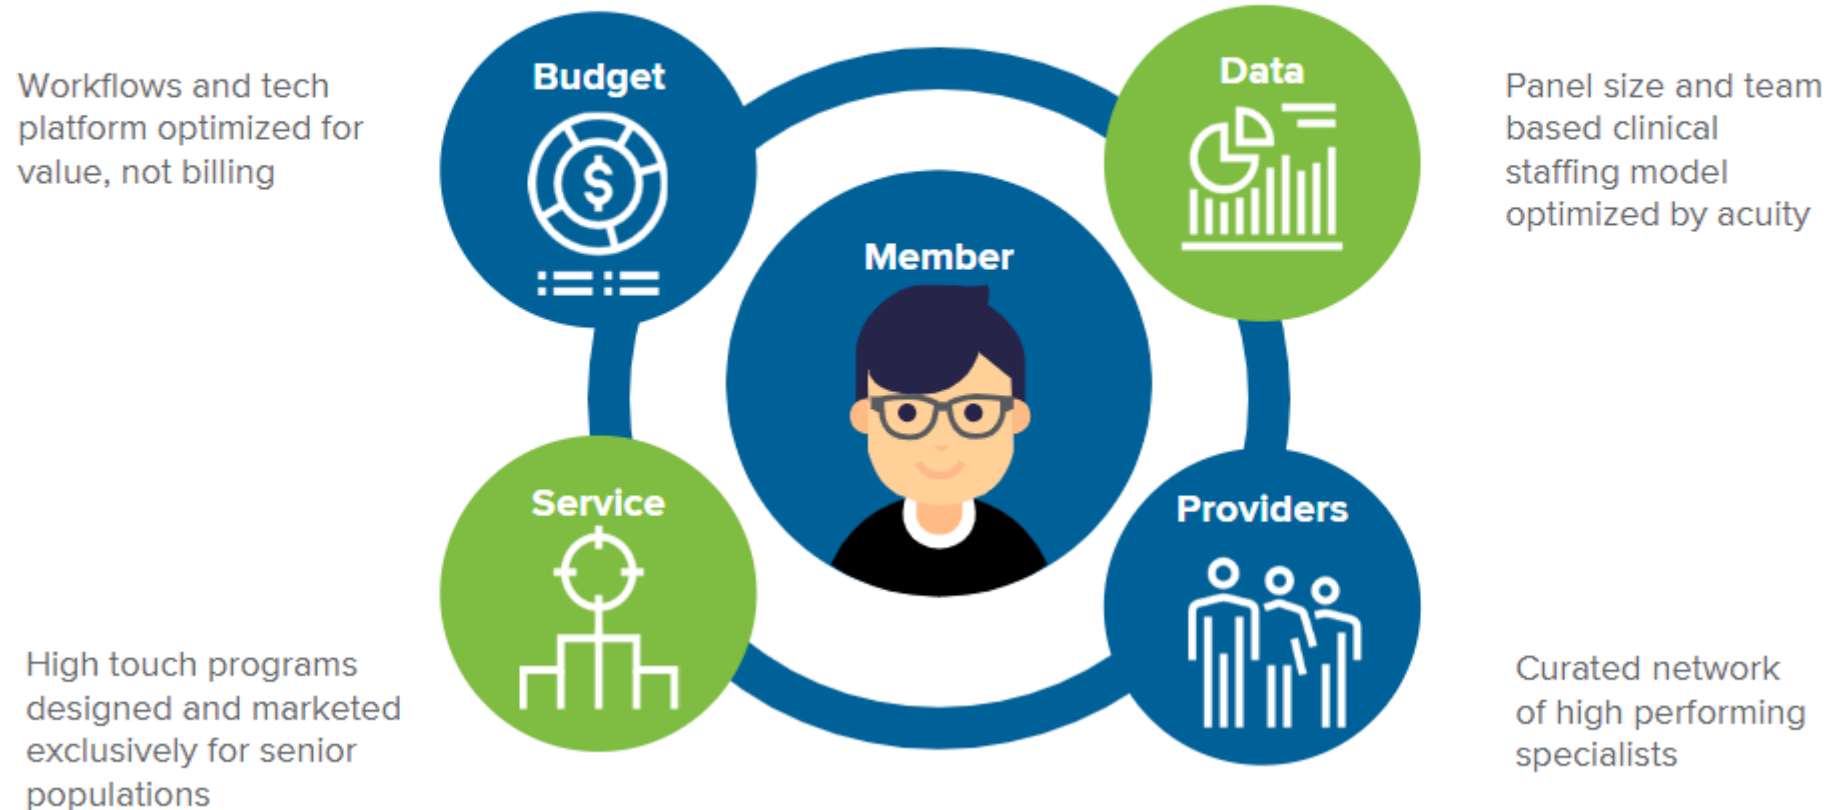 Workflows and tech
platform optimized for
value, not billing
Budget
Data
Panel size and team
based clinical
staffing model
optimized by acuity
Member
Service
Providers
High touch programs
designed and marketed
exclusively for senior
populations
Curated network
of high performing
specialists